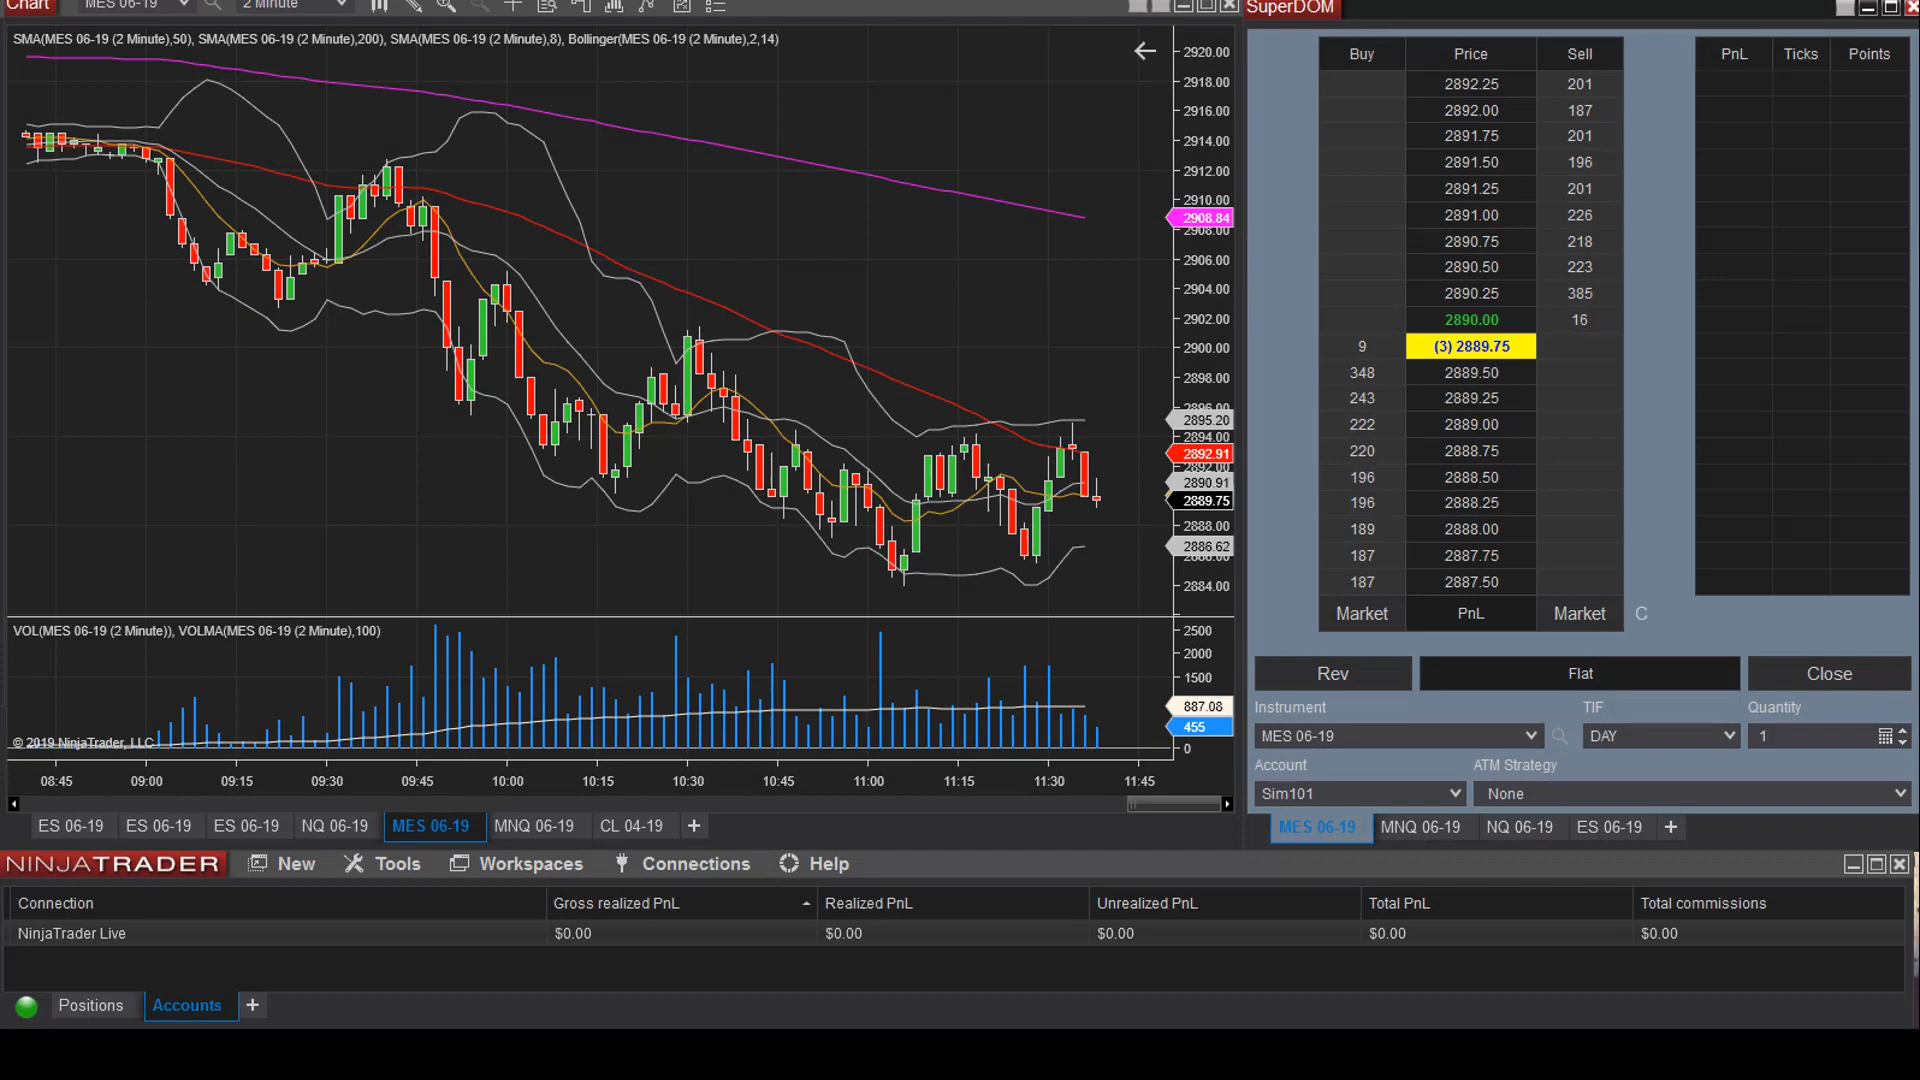 Chart MES 06-19 2 Minute
SMA(MES 06-19 (2 Minute),50), SMA(MES 06-19 (2 Minute),200), SMA(MES 06-19 (2 Minute),8), Bollinger(MES 06-19 (2 Minute),2,14)
2920.00
2918.00
2916.00
2914.00
2912.00
2910.00
2908.84
2908.00
2906.00
2904.00
2902.00
2900.00
2898.00
2896.00
2895.20
2894.00
2892.91
2892.00
2890.91
2889.75
2888.00
2886.62
2886.00
2884.00
VOL(MES 06-19 (2 Minute)), VOLMA(MES 06-19 (2 Minute),100)
2500
2000
1500
887.08
455
0
© 2019 NinjaTrader, LLC
08:45 09:00 09:15 09:30 09:45 10:00 10:15 10:30 10:45 11:00 11:15 11:30 11:45
ES 06-19 ES 06-19 ES 06-19 NQ 06-19 MES 06-19 MNQ 06-19 CL 04-19 +
SuperDOM
Buy Price Sell PnL Ticks Points
2892.25 201
2892.00 187
2891.75 201
2891.50 196
2891.25 201
2891.00 226
2890.75 218
2890.50 223
2890.25 385
2890.00 16
9 (3) 2889.75
348 2889.50
243 2889.25
222 2889.00
220 2888.75
196 2888.50
196 2888.25
189 2888.00
187 2887.75
187 2887.50
Market PnL Market C
Rev Flat Close
Instrument TIF Quantity
MES 06-19 DAY 1
Account ATM Strategy
Sim101 None
MES 06-19 MNQ 06-19 NQ 06-19 ES 06-19 +
NINJATRADER New Tools Workspaces Connections Help
Connection Gross realized PnL Realized PnL Unrealized PnL Total PnL Total commissions
NinjaTrader Live $0.00 $0.00 $0.00 $0.00 $0.00
Positions Accounts +